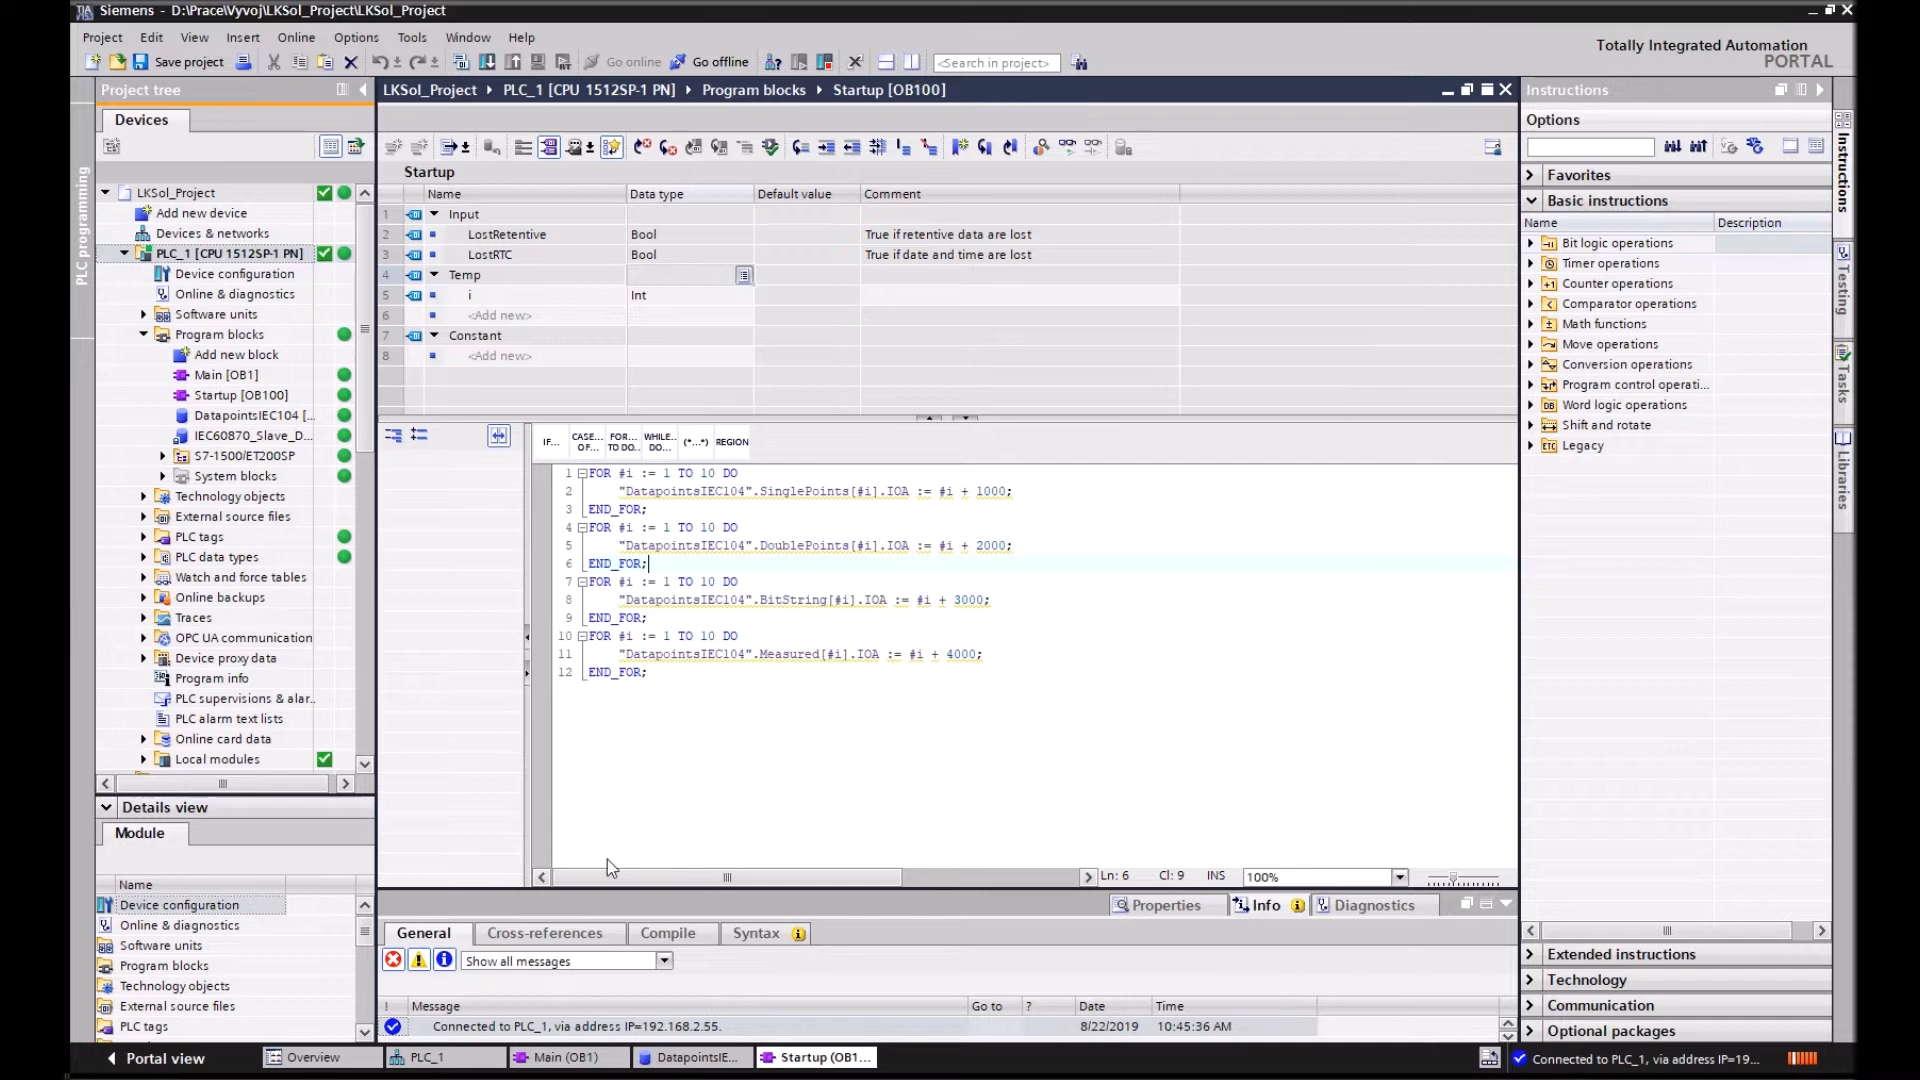 Siemens - D:\Prace\Vyvoj\LKSol_Project\LKSol_Project
Project Edit View Insert Online Options Tools Window Help
Totally Integrated Automation
PORTAL
Save project
Go online
Go offline
<Search in project>
Project tree
LKSol_Project PLC_1 [CPU 1512SP-1 PN] Program blocks Startup [OB100]
Instructions
Devices
Options
PLC programming
LKSol_Project
Add new device
Devices & networks
PLC_1 [CPU 1512SP-1 PN]
Device configuration
Online & diagnostics
Software units
Program blocks
Add new block
Main [OB1]
Startup [OB100]
DatapointsIEC104 [...
IEC60870_Slave_D...
S7-1500/ET200SP
System blocks
Technology objects
External source files
PLC tags
PLC data types
Watch and force tables
Online backups
Traces
OPC UA communication
Device proxy data
Program info
PLC supervisions & alar..
PLC alarm text lists
Online card data
Local modules
Details view
Module
Name
Device configuration
Online & diagnostics
Software units
Program blocks
Technology objects
External source files
PLC tags
Startup
Name Data type Default value Comment
1 Input
2 LostRetentive Bool True if retentive data are lost
3 LostRTC Bool True if date and time are lost
4 Temp
5 i Int
6 <Add new>
7 Constant
8 <Add new>
IF... CASE... OF... FOR... TO DO.. WHILE.. DO... (*...*) REGION
1 FOR #i := 1 TO 10 DO
2 "DatapointsIEC104".SinglePoints[#i].IOA := #i + 1000;
3 END_FOR;
4 FOR #i := 1 TO 10 DO
5 "DatapointsIEC104".DoublePoints[#i].IOA := #i + 2000;
6 END_FOR;
7 FOR #i := 1 TO 10 DO
8 "DatapointsIEC104".BitString[#i].IOA := #i + 3000;
9 END_FOR;
10 FOR #i := 1 TO 10 DO
11 "DatapointsIEC104".Measured[#i].IOA := #i + 4000;
12 END_FOR;
Ln: 6 Cl: 9 INS 100%
Properties Info Diagnostics
General Cross-references Compile Syntax
Show all messages
! Message Go to ? Date Time
Connected to PLC_1, via address IP=192.168.2.55. 8/22/2019 10:45:36 AM
Favorites
Basic instructions
Name Description
Bit logic operations
Timer operations
Counter operations
Comparator operations
Math functions
Move operations
Conversion operations
Program control operati...
Word logic operations
Shift and rotate
Legacy
Extended instructions
Technology
Communication
Optional packages
Instructions
Testing
Tasks
Libraries
Portal view
Overview
PLC_1
Main (OB1)
DatapointsIE...
Startup (OB1...
Connected to PLC_1, via address IP=19...